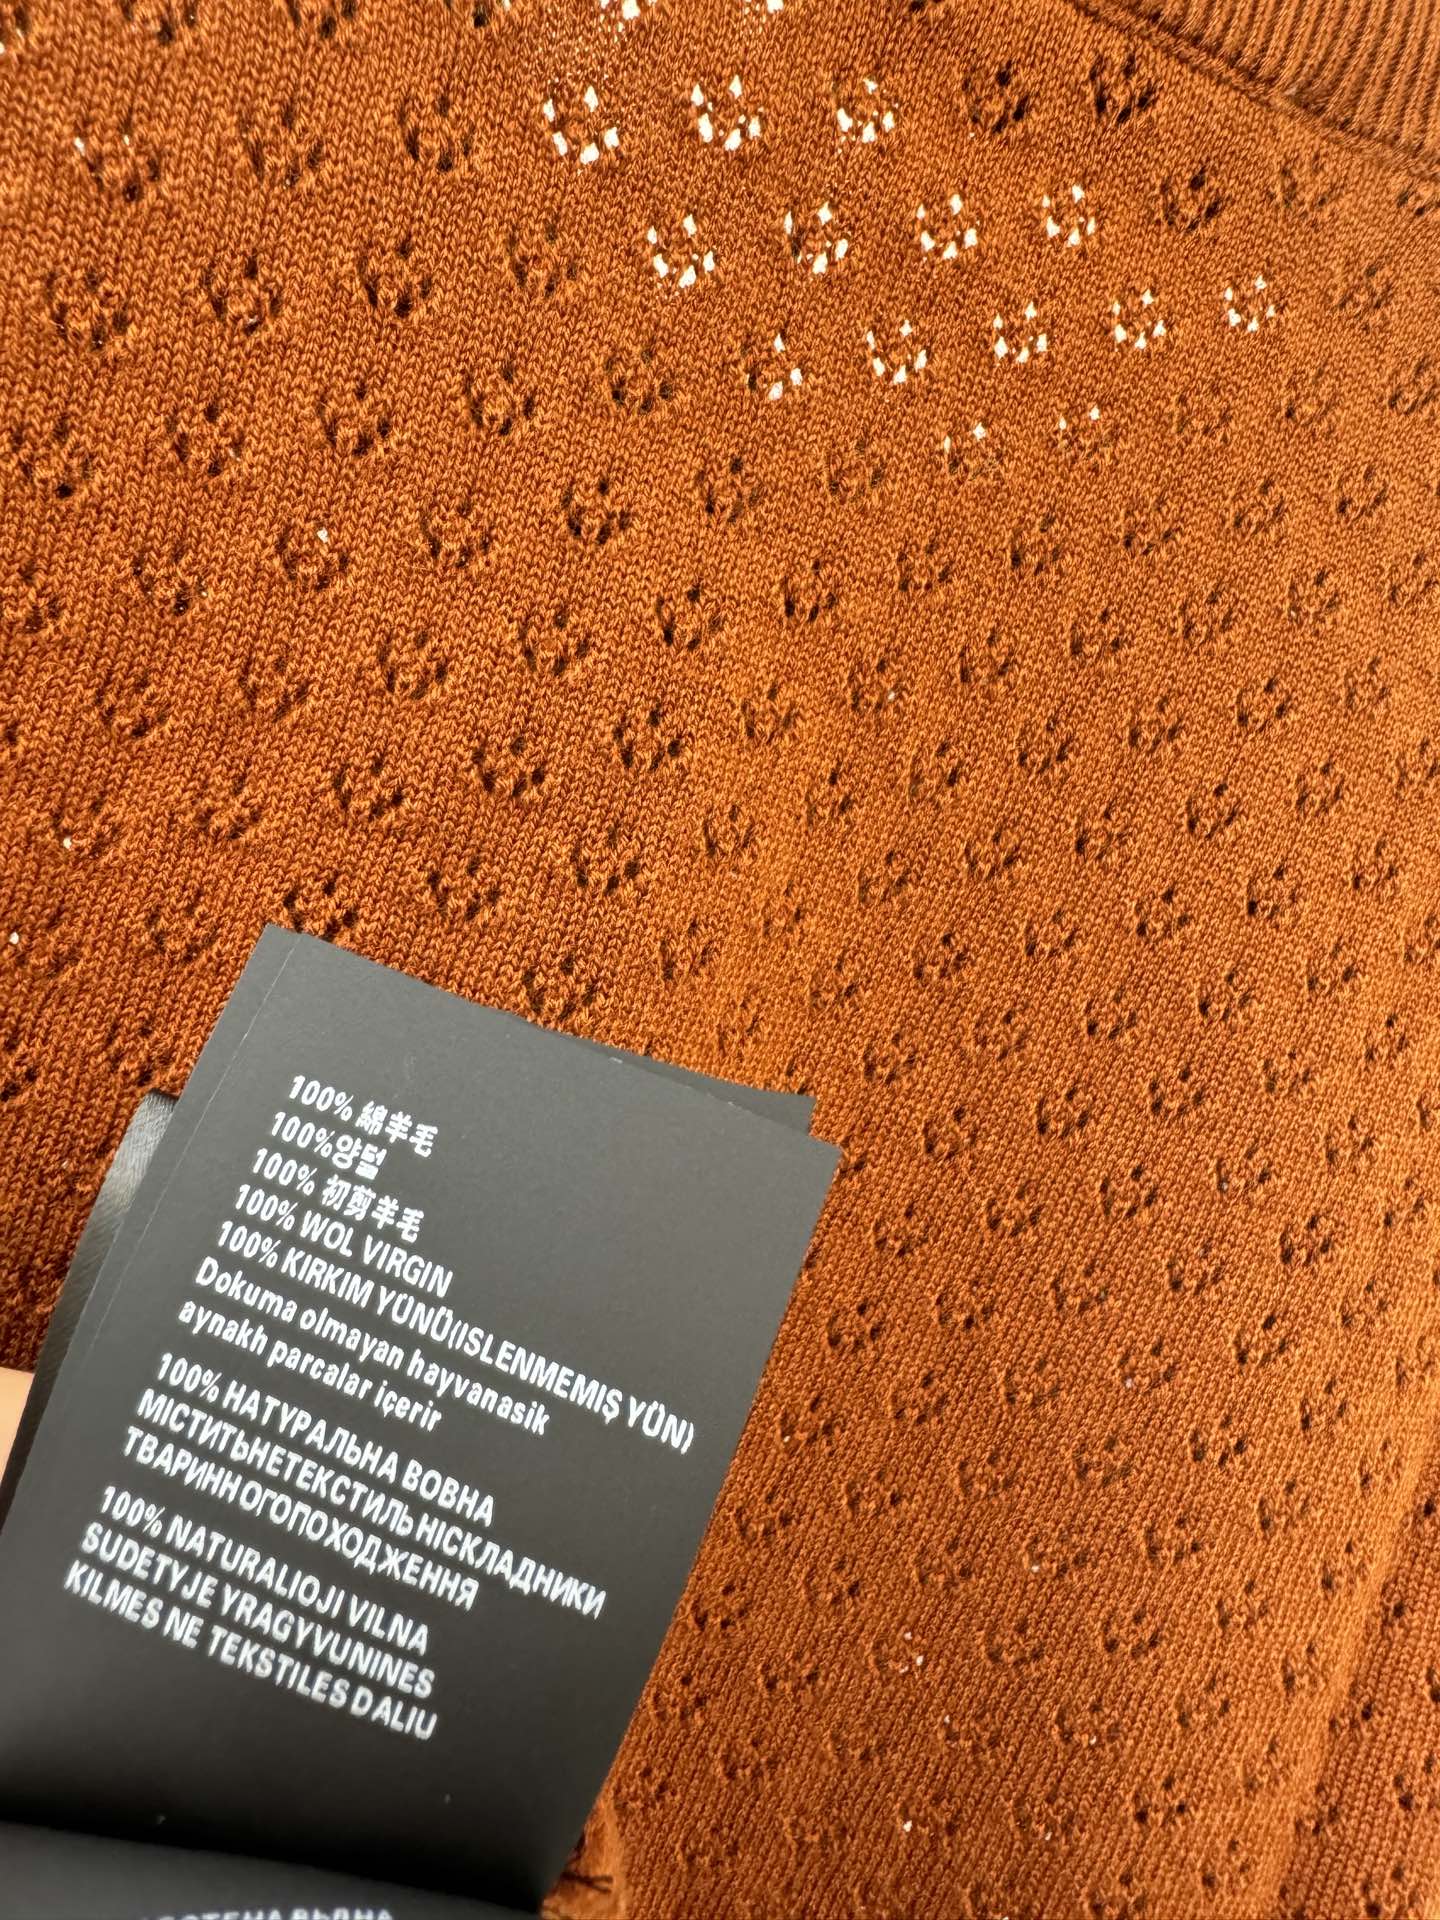 100% 綿羊毛
100%양털
100% 初剪羊毛
100% WOL VIRGIN
100% KIRKIM YÜNÜ(ISLENMEMIŞ YÜN)
Dokuma olmayan hayvanasik
aynakh parcalar içerir
100% НАТУРАЛЬНА ВОВНА
МІСТИТЬНЕТЕКСТИЛЬ НІСКЛАДНИКИ
ТВАРИННОГОПОХОДЖЕННЯ
100% NATURALIOJI VILNA
SUDETYJE YRAGYVUNINES
KILMES NE TEKSTILES DALIU